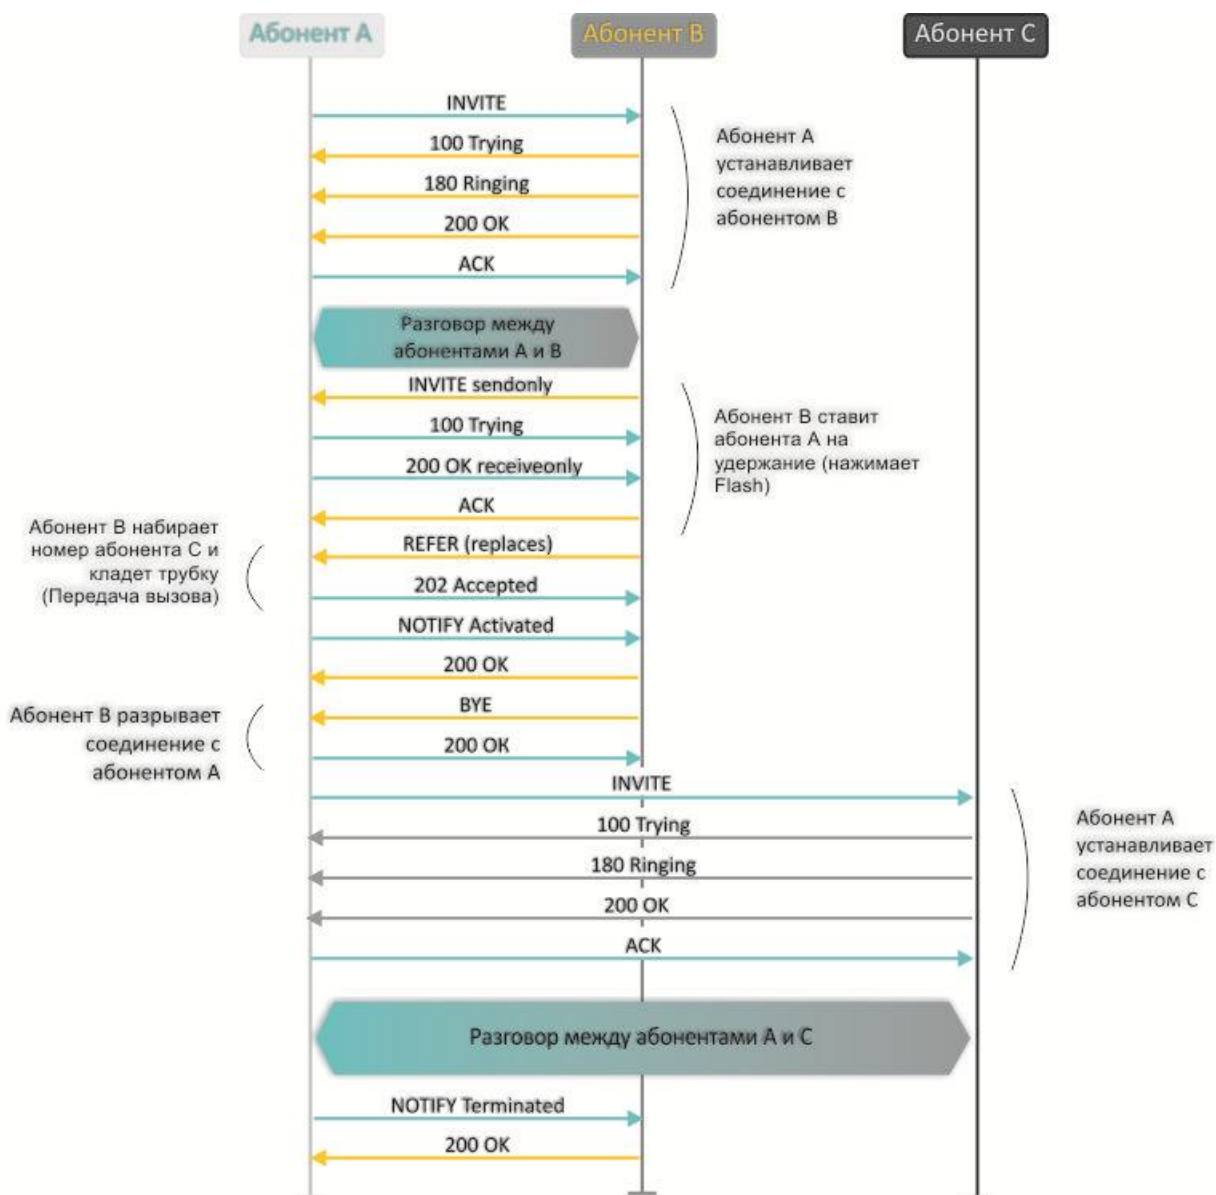 Абонент A
Абонент B
Абонент C
INVITE
100 Trying
180 Ringing
200 OK
ACK
Абонент A
устанавливает
соединение с
абонентом B
Разговор между
абонентами A и B
INVITE sendonly
100 Trying
200 OK receiveonly
ACK
Абонент B ставит
абонента A на
удержание (нажимает
Flash)
Абонент B набирает
номер абонента C и
кладет трубку
(Передача вызова)
REFER (replaces)
202 Accepted
NOTIFY Activated
200 OK
Абонент B разрывает
соединение с
абонентом A
BYE
200 OK
INVITE
100 Trying
180 Ringing
200 OK
ACK
Абонент A
устанавливает
соединение с
абонентом C
Разговор между абонентами A и C
NOTIFY Terminated
200 OK